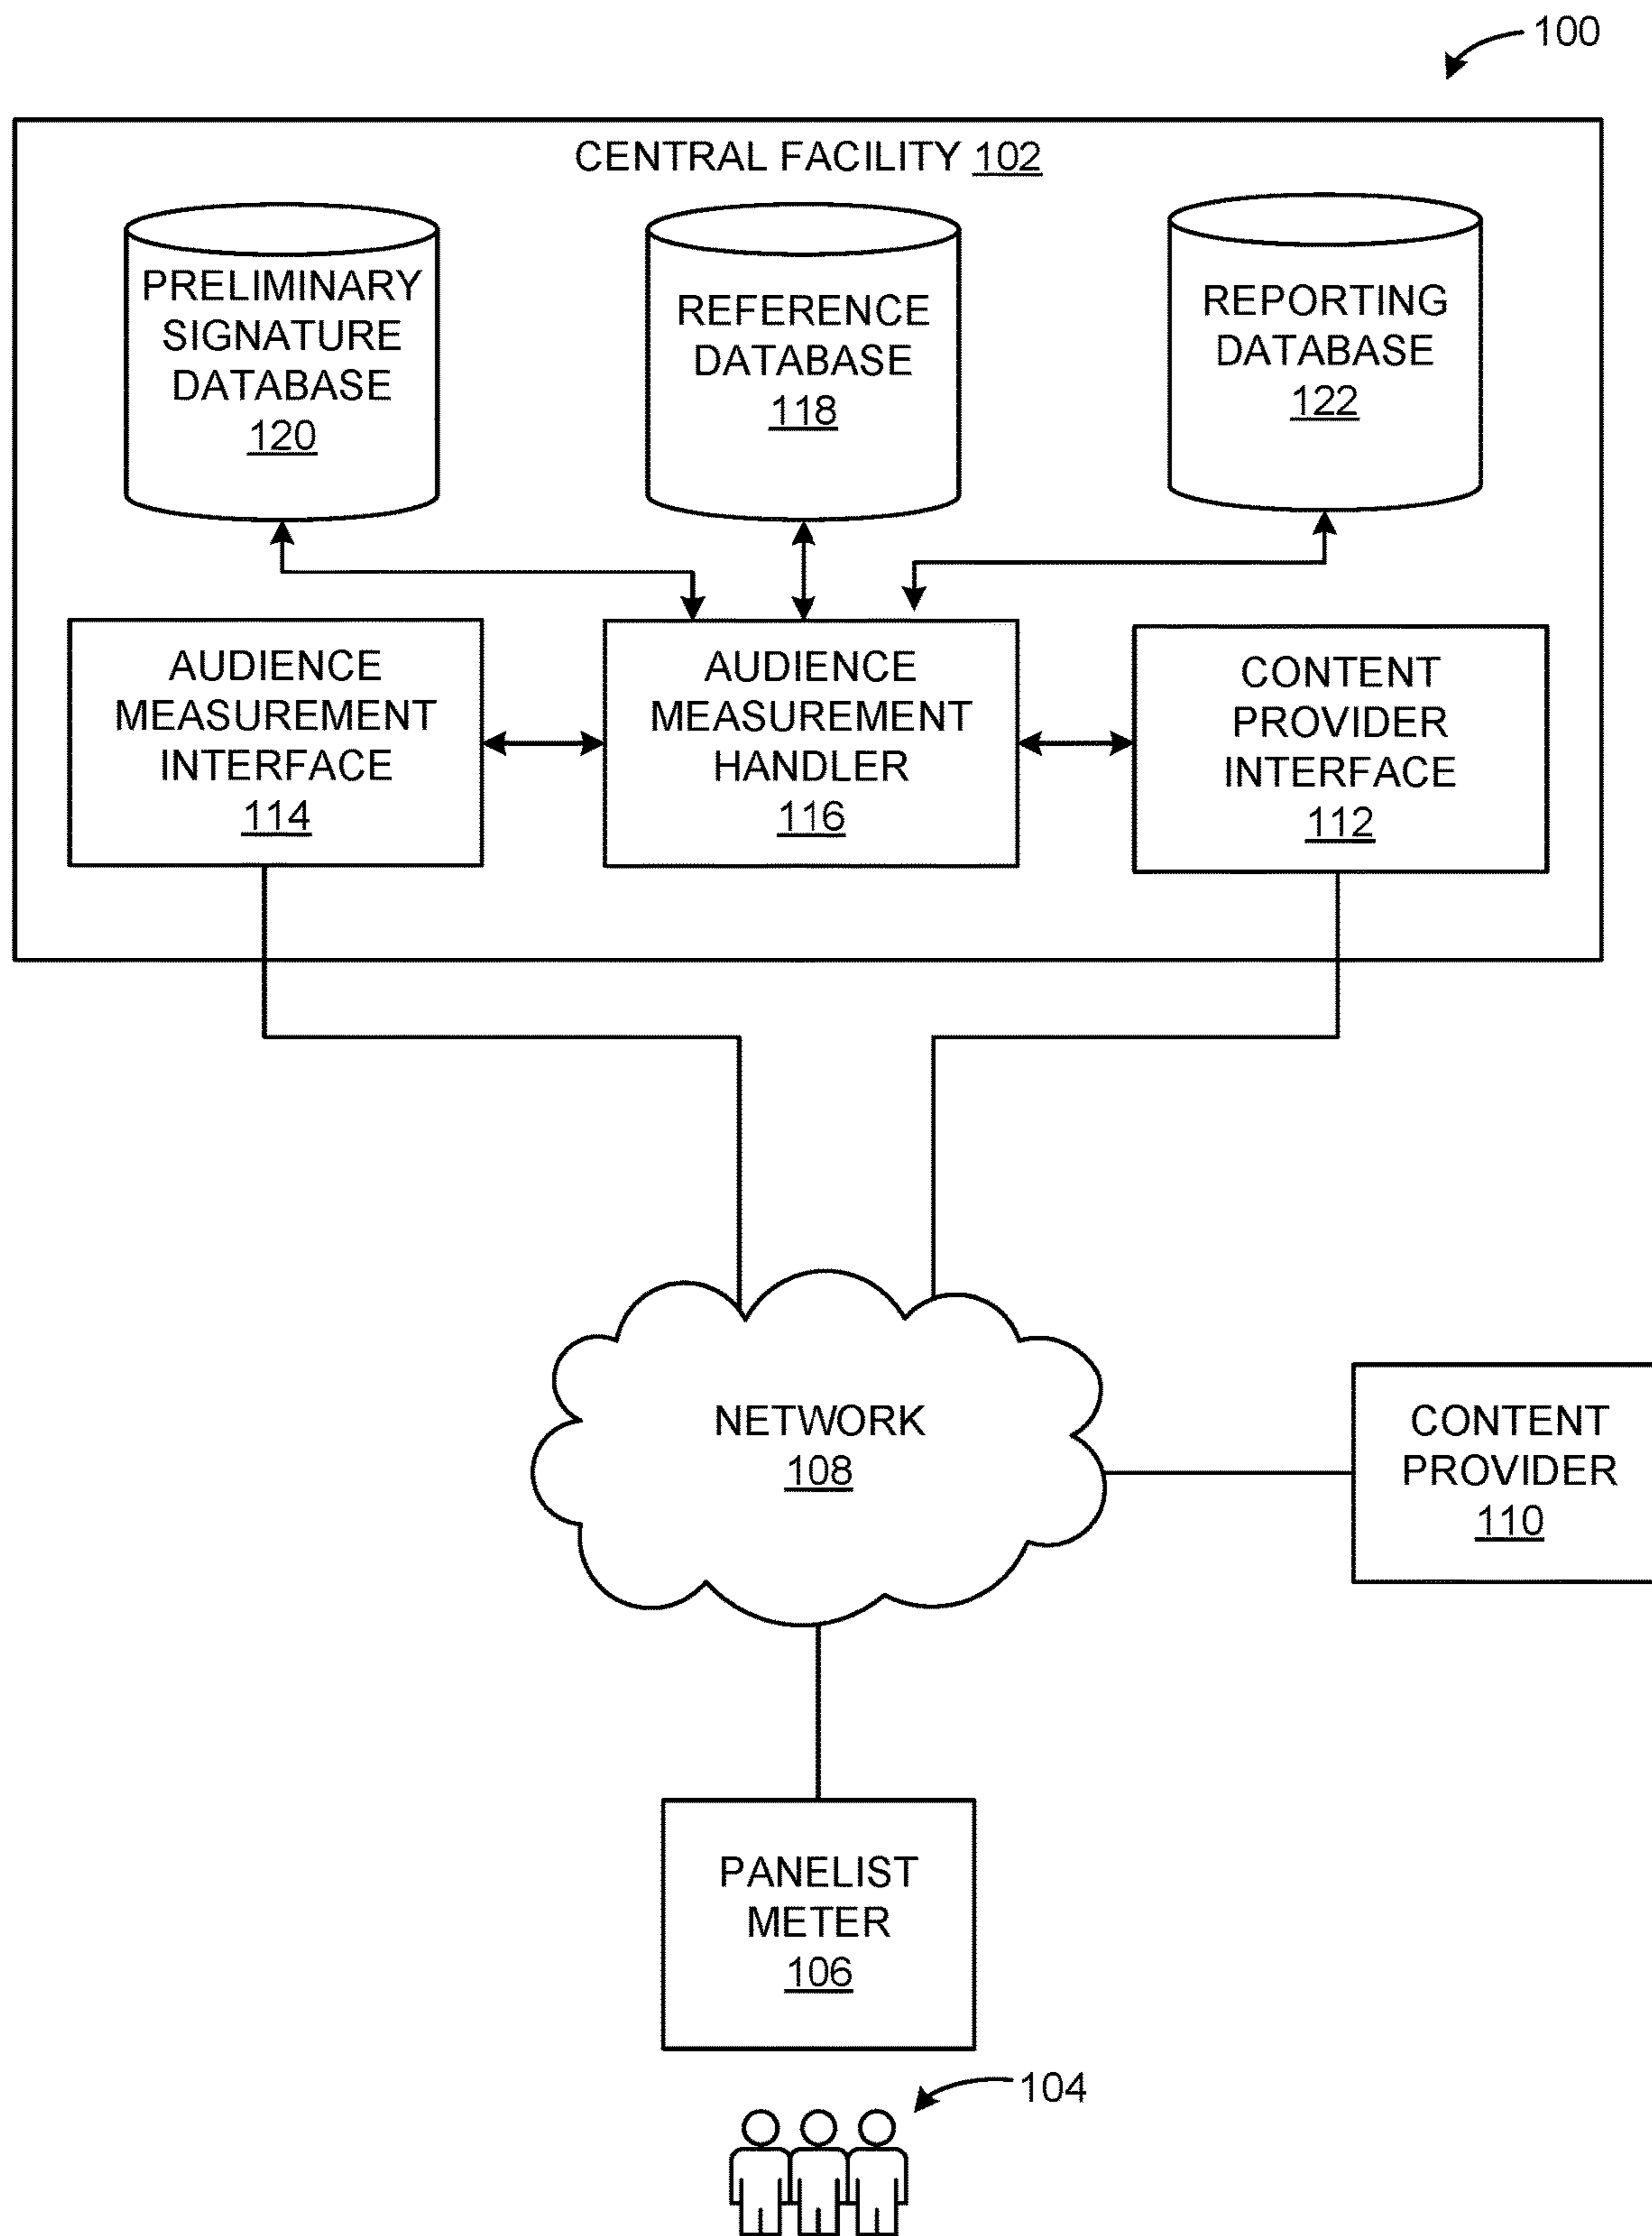 100
CENTRAL FACILITY 102
PRELIMINARY
SIGNATURE
DATABASE
120
REFERENCE
DATABASE
118
REPORTING
DATABASE
122
AUDIENCE
MEASUREMENT
INTERFACE
114
AUDIENCE
MEASUREMENT
HANDLER
116
CONTENT
PROVIDER
INTERFACE
112
NETWORK
108
CONTENT
PROVIDER
110
PANELIST
METER
106
104